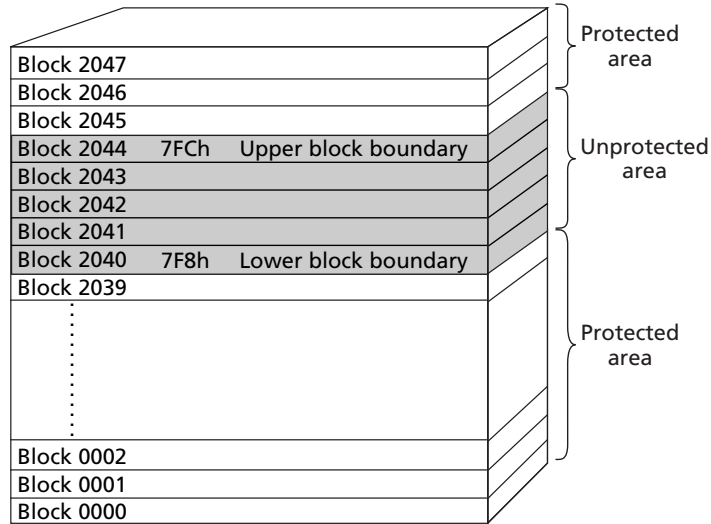 Protected
area
Block 2047
Block 2046
Block 2045
Block 2044 7FCh Upper block boundary
Unprotected
area
Block 2043
Block 2042
Block 2041
Block 2040 7F8h Lower block boundary
Block 2039
Protected
area
Block 0002
Block 0001
Block 0000